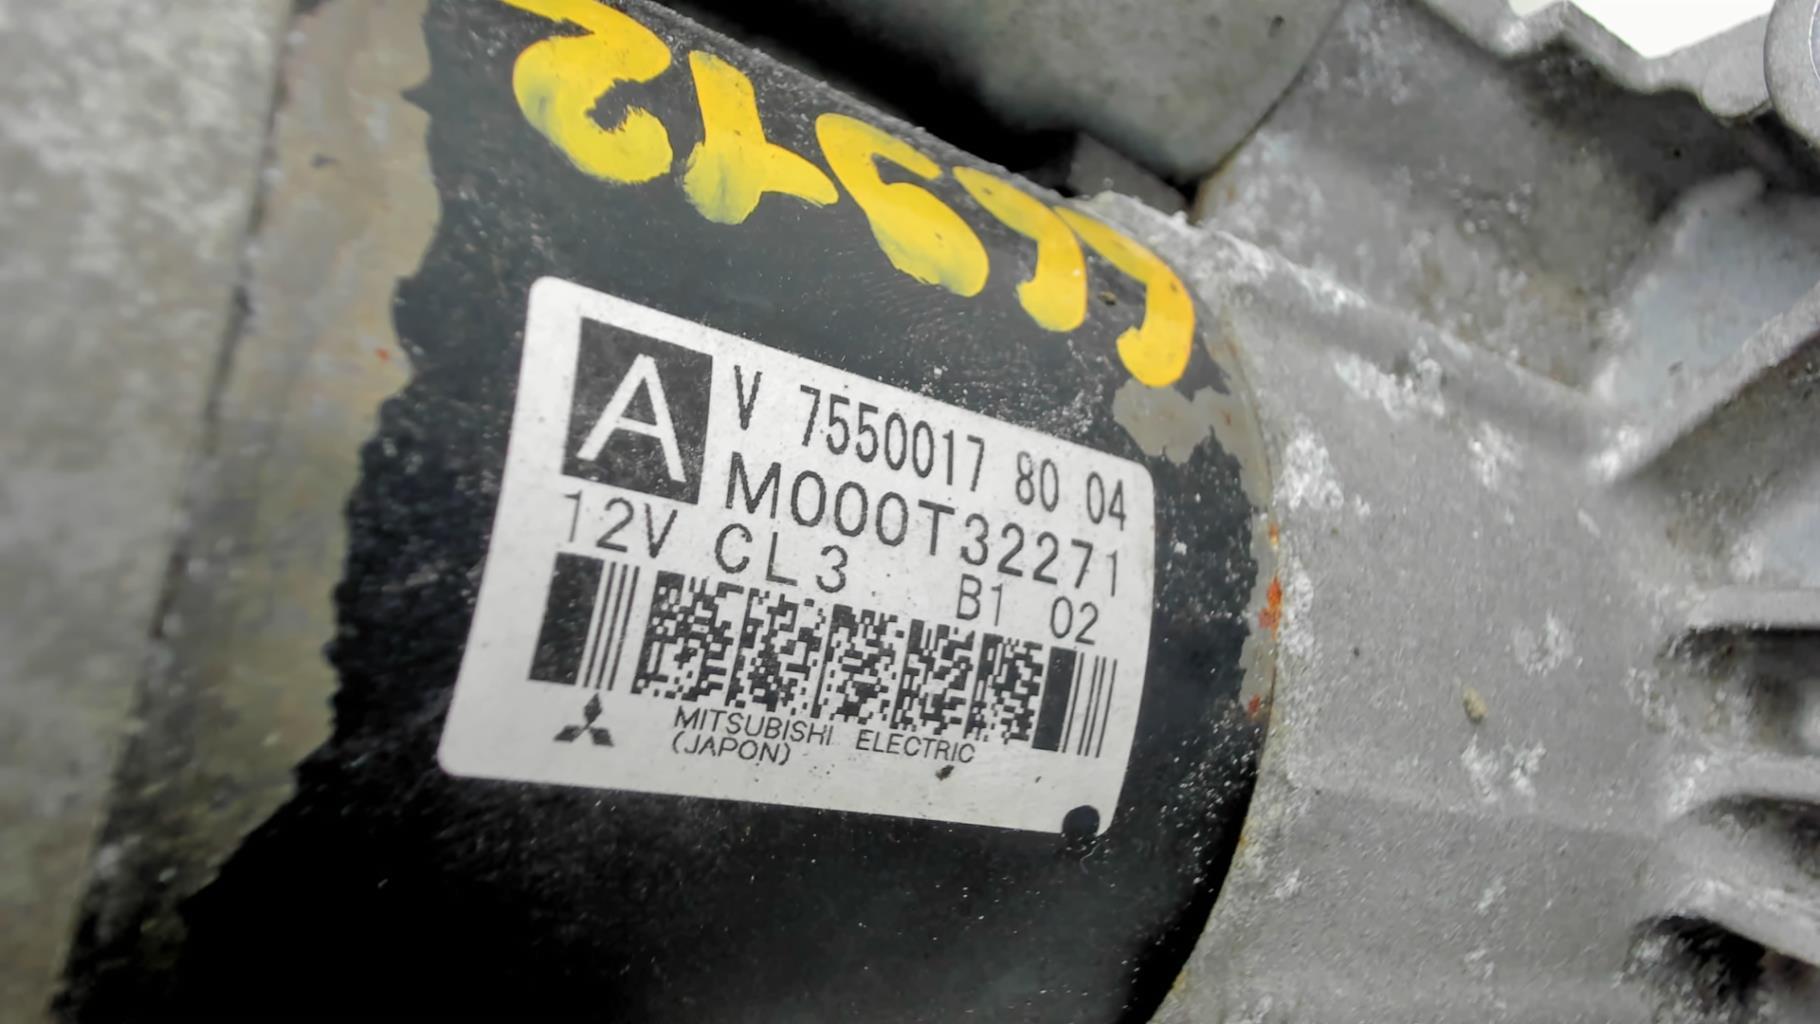 A
V 7550017 80 04
M000T32271
12V CL3 B1 02
MITSUBISHI ELECTRIC
(JAPON)